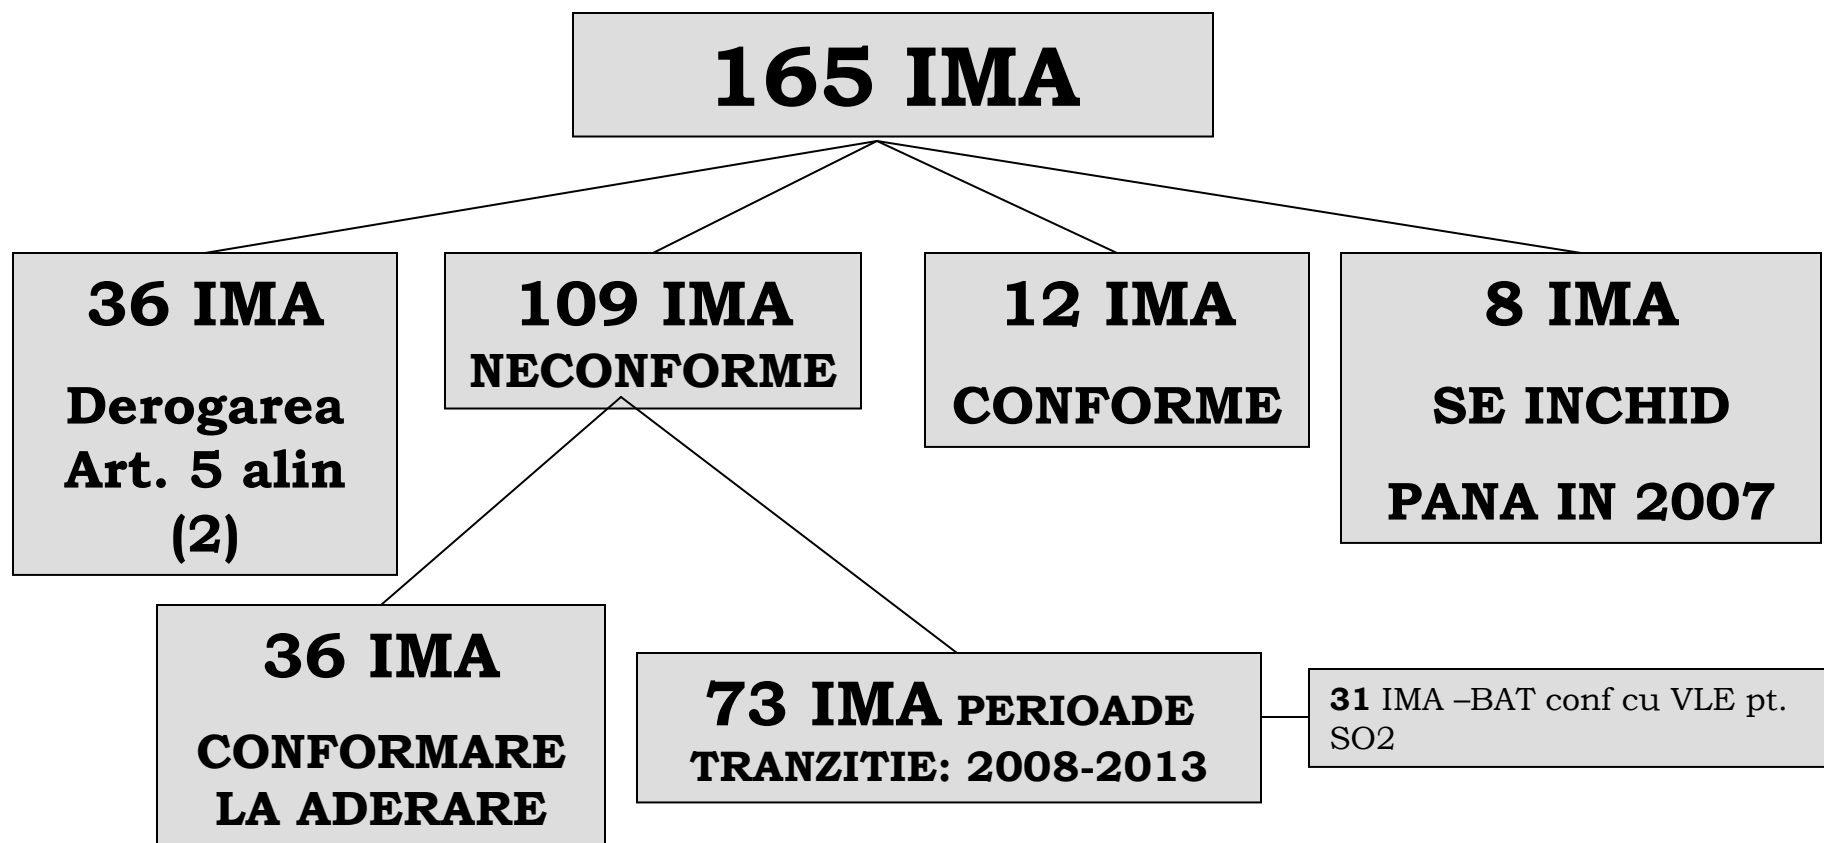 165 IMA
36 IMA
Derogarea
Art. 5 alin
(2)
109 IMA
NECONFORME
12 IMA
CONFORME
8 IMA
SE INCHID
PANA IN 2007
36 IMA
CONFORMARE
LA ADERARE
73 IMA PERIOADE
TRANZITIE: 2008-2013
31 IMA –BAT conf cu VLE pt.
SO2